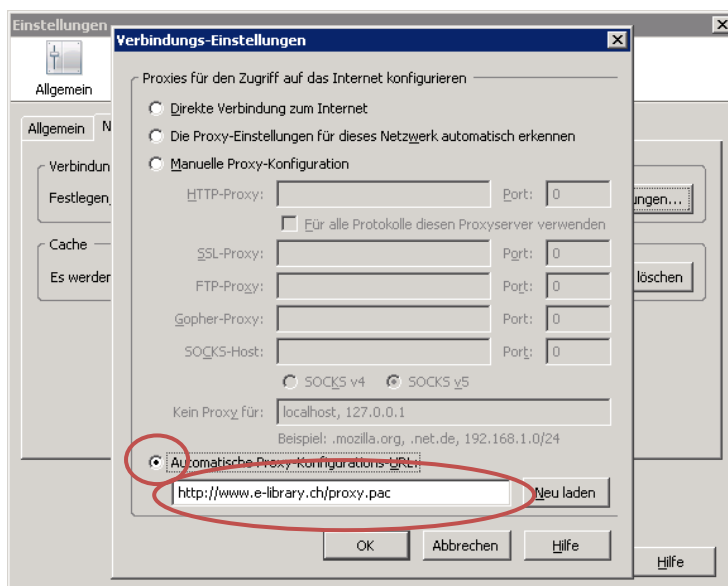 Einstellungen
Verbindungs-Einstellungen
Allgemein
Proxies für den Zugriff auf das Internet konfigurieren
Direkte Verbindung zum Internet
Allgemein N
Die Proxy-Einstellungen für dieses Netzwerk automatisch erkennen
Verbindun
Manuelle Proxy-Konfiguration
Festlegen,
HTTP-Proxy: Port: 0
ungen...
Für alle Protokolle diesen Proxyserver verwenden
Cache
SSL-Proxy: Port: 0
Es werden
FTP-Proxy: Port: 0
löschen
Gopher-Proxy: Port: 0
SOCKS-Host: Port: 0
SOCKS v4 SOCKS v5
Kein Proxy für: localhost, 127.0.0.1
Beispiel: .mozilla.org, .net.de, 192.168.1.0/24
Automatische Proxy-Konfigurations-URL:
http://www.e-library.ch/proxy.pac Neu laden
OK Abbrechen Hilfe
Hilfe